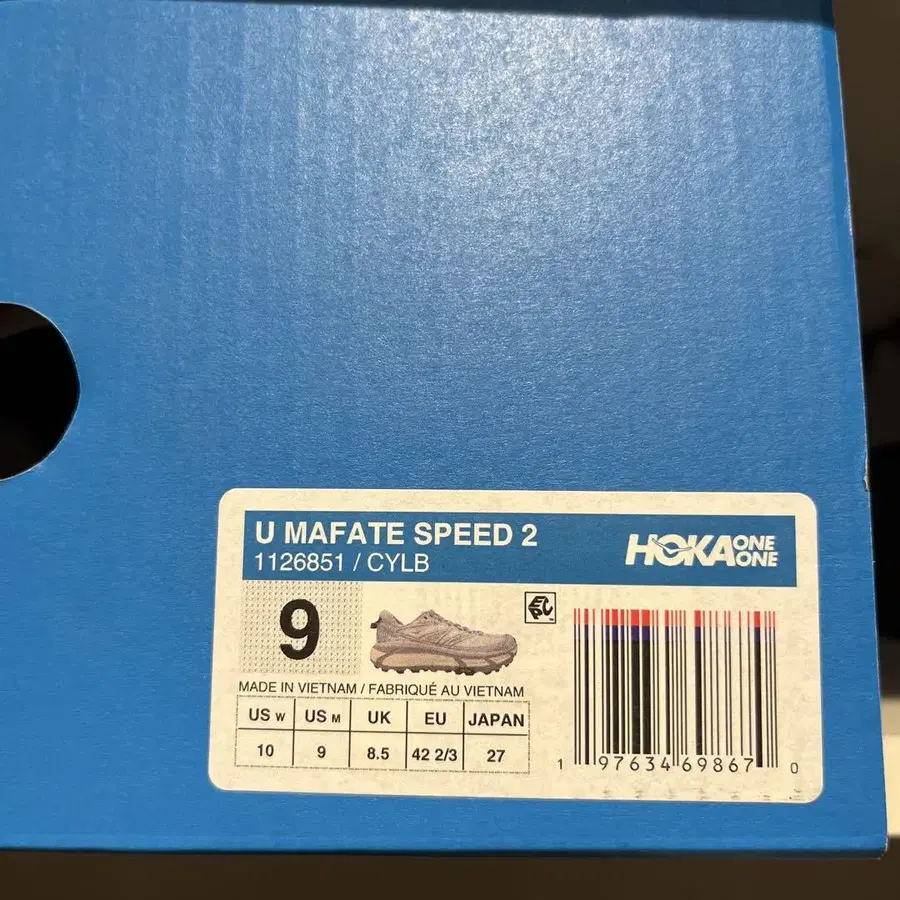 U MAFATE SPEED 2
1126851 / CYLB
HOKA ONE ONE
9
EPC
MADE IN VIETNAM / FABRIQUÉ AU VIETNAM
US W US M UK EU JAPAN
10 9 8.5 42 2/3 27
1 97634 69867 0